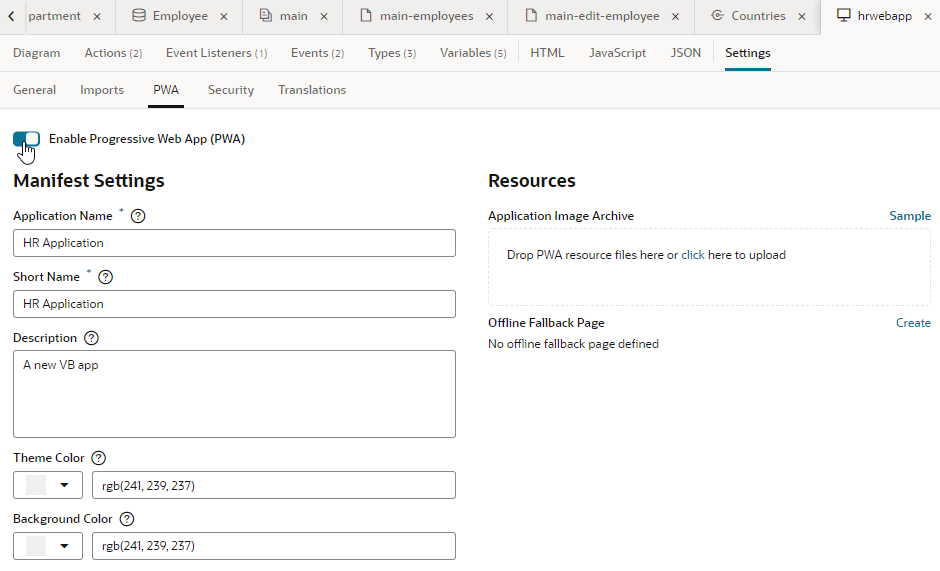 partment × Employee × main × main-employees × main-edit-employee × Countries × hrwebapp ×
Diagram Actions (2) Event Listeners (1) Events (2) Types (3) Variables (5) HTML JavaScript JSON Settings
General Imports PWA Security Translations
Enable Progressive Web App (PWA)
Manifest Settings
Application Name * ?
HR Application
Short Name * ?
HR Application
Description ?
A new VB app
Theme Color ?
rgb(241, 239, 237)
Background Color ?
rgb(241, 239, 237)
Resources
Application Image Archive Sample
Drop PWA resource files here or click here to upload
Offline Fallback Page Create
No offline fallback page defined